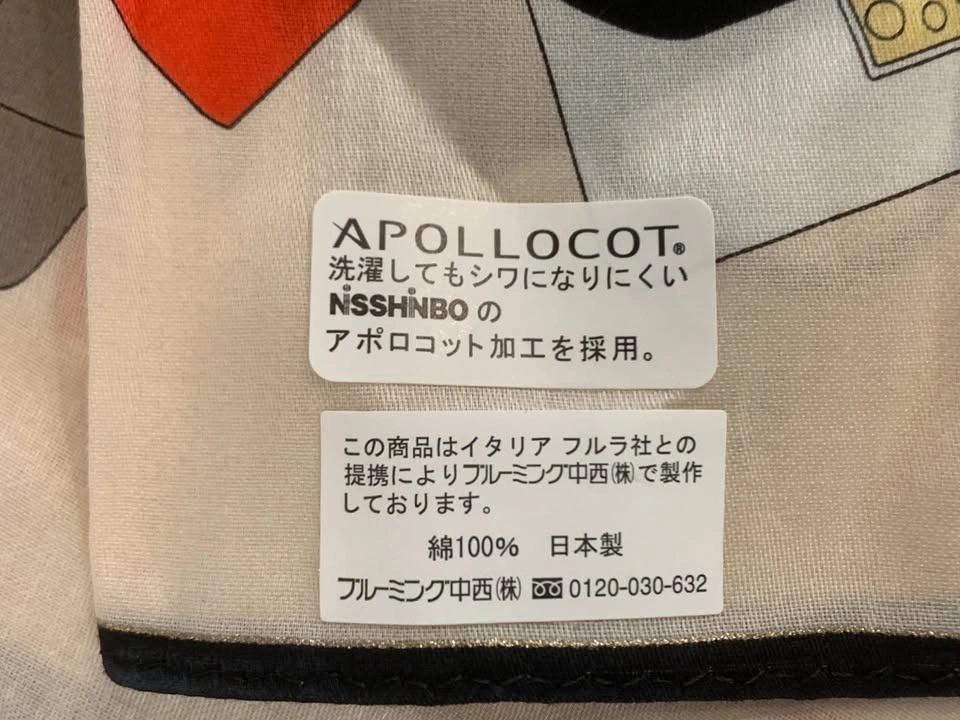 APOLLOCOT®
洗濯してもシワになりにくい
NISSHINBO の
アポロコット加工を採用。
この商品はイタリア フルラ社との
提携によりブルーミング中西㈱で製作
しております。
綿100% 日本製
ブルーミング中西㈱ 0120-030-632